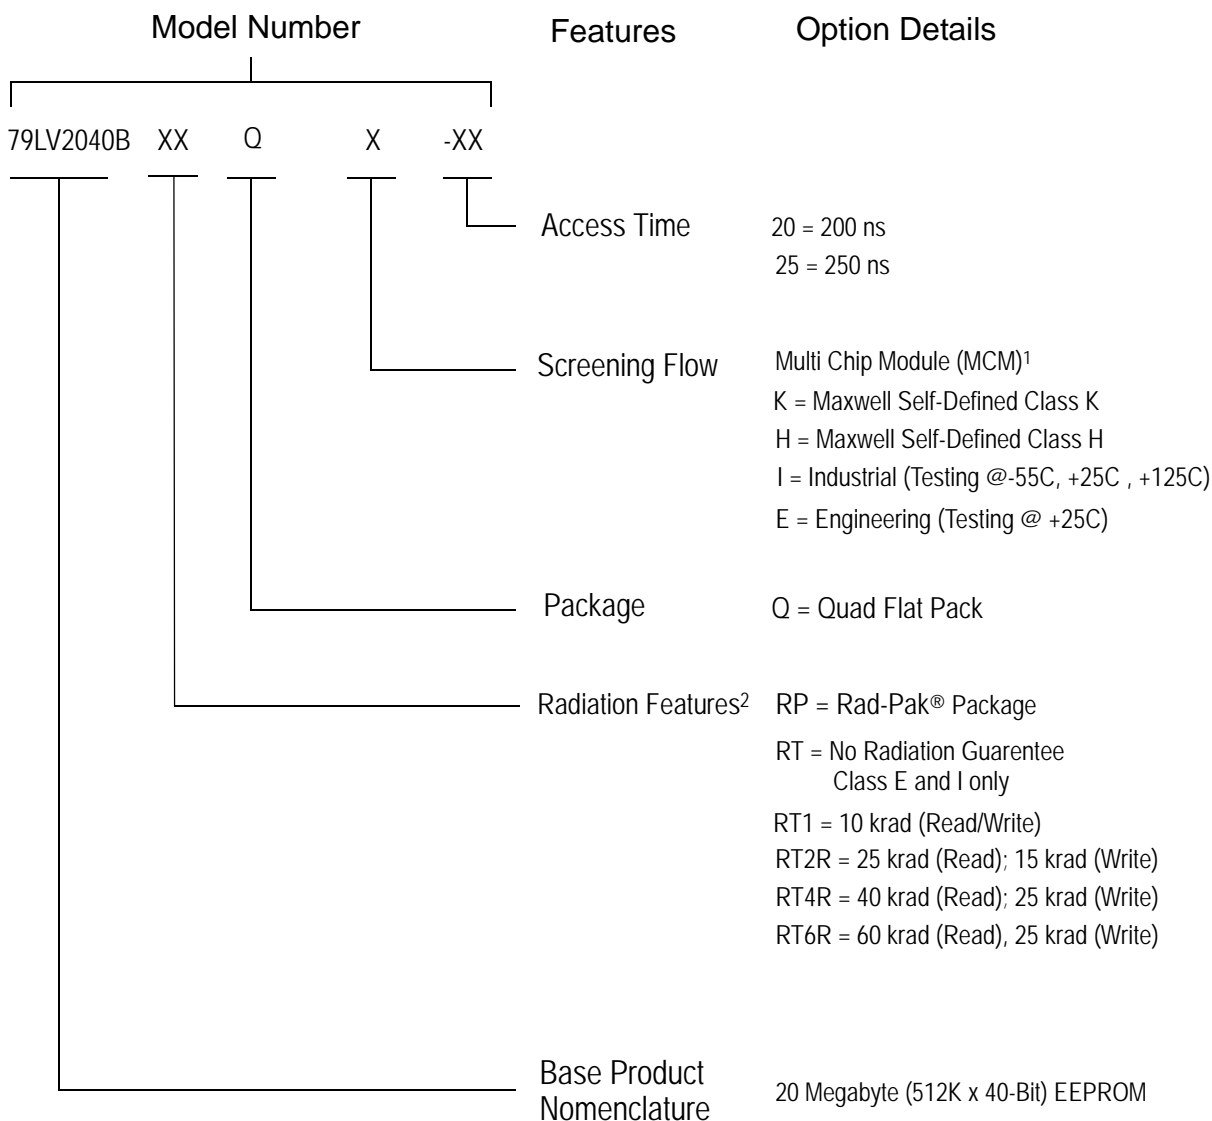 Model Number Features Option Details
79LV2040B XX Q X -XX
Access Time 20 = 200 ns
25 = 250 ns
Screening Flow Multi Chip Module (MCM)1
K = Maxwell Self-Defined Class K
H = Maxwell Self-Defined Class H
I = Industrial (Testing @-55C, +25C , +125C)
E = Engineering (Testing @ +25C)
Package Q = Quad Flat Pack
Radiation Features2 RP = Rad-Pak® Package
RT = No Radiation Guarentee
Class E and I only
RT1 = 10 krad (Read/Write)
RT2R = 25 krad (Read); 15 krad (Write)
RT4R = 40 krad (Read); 25 krad (Write)
RT6R = 60 krad (Read), 25 krad (Write)
Base Product
Nomenclature 20 Megabyte (512K x 40-Bit) EEPROM